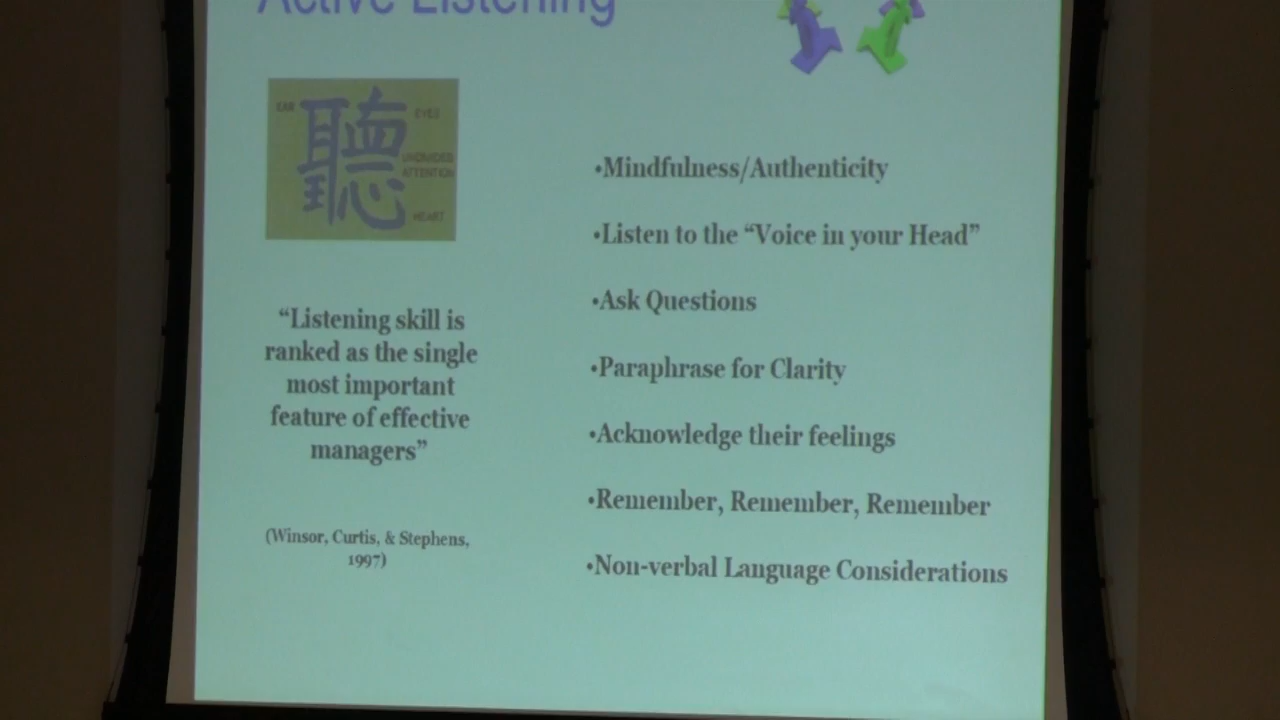 Active Listening
EAR
EYES
聽
UNDIVIDED
ATTENTION
HEART
“Listening skill is
ranked as the single
most important
feature of effective
managers”
(Winsor, Curtis, & Stephens,
1997)
•Mindfulness/Authenticity
•Listen to the “Voice in your Head”
•Ask Questions
•Paraphrase for Clarity
•Acknowledge their feelings
•Remember, Remember, Remember
•Non-verbal Language Considerations